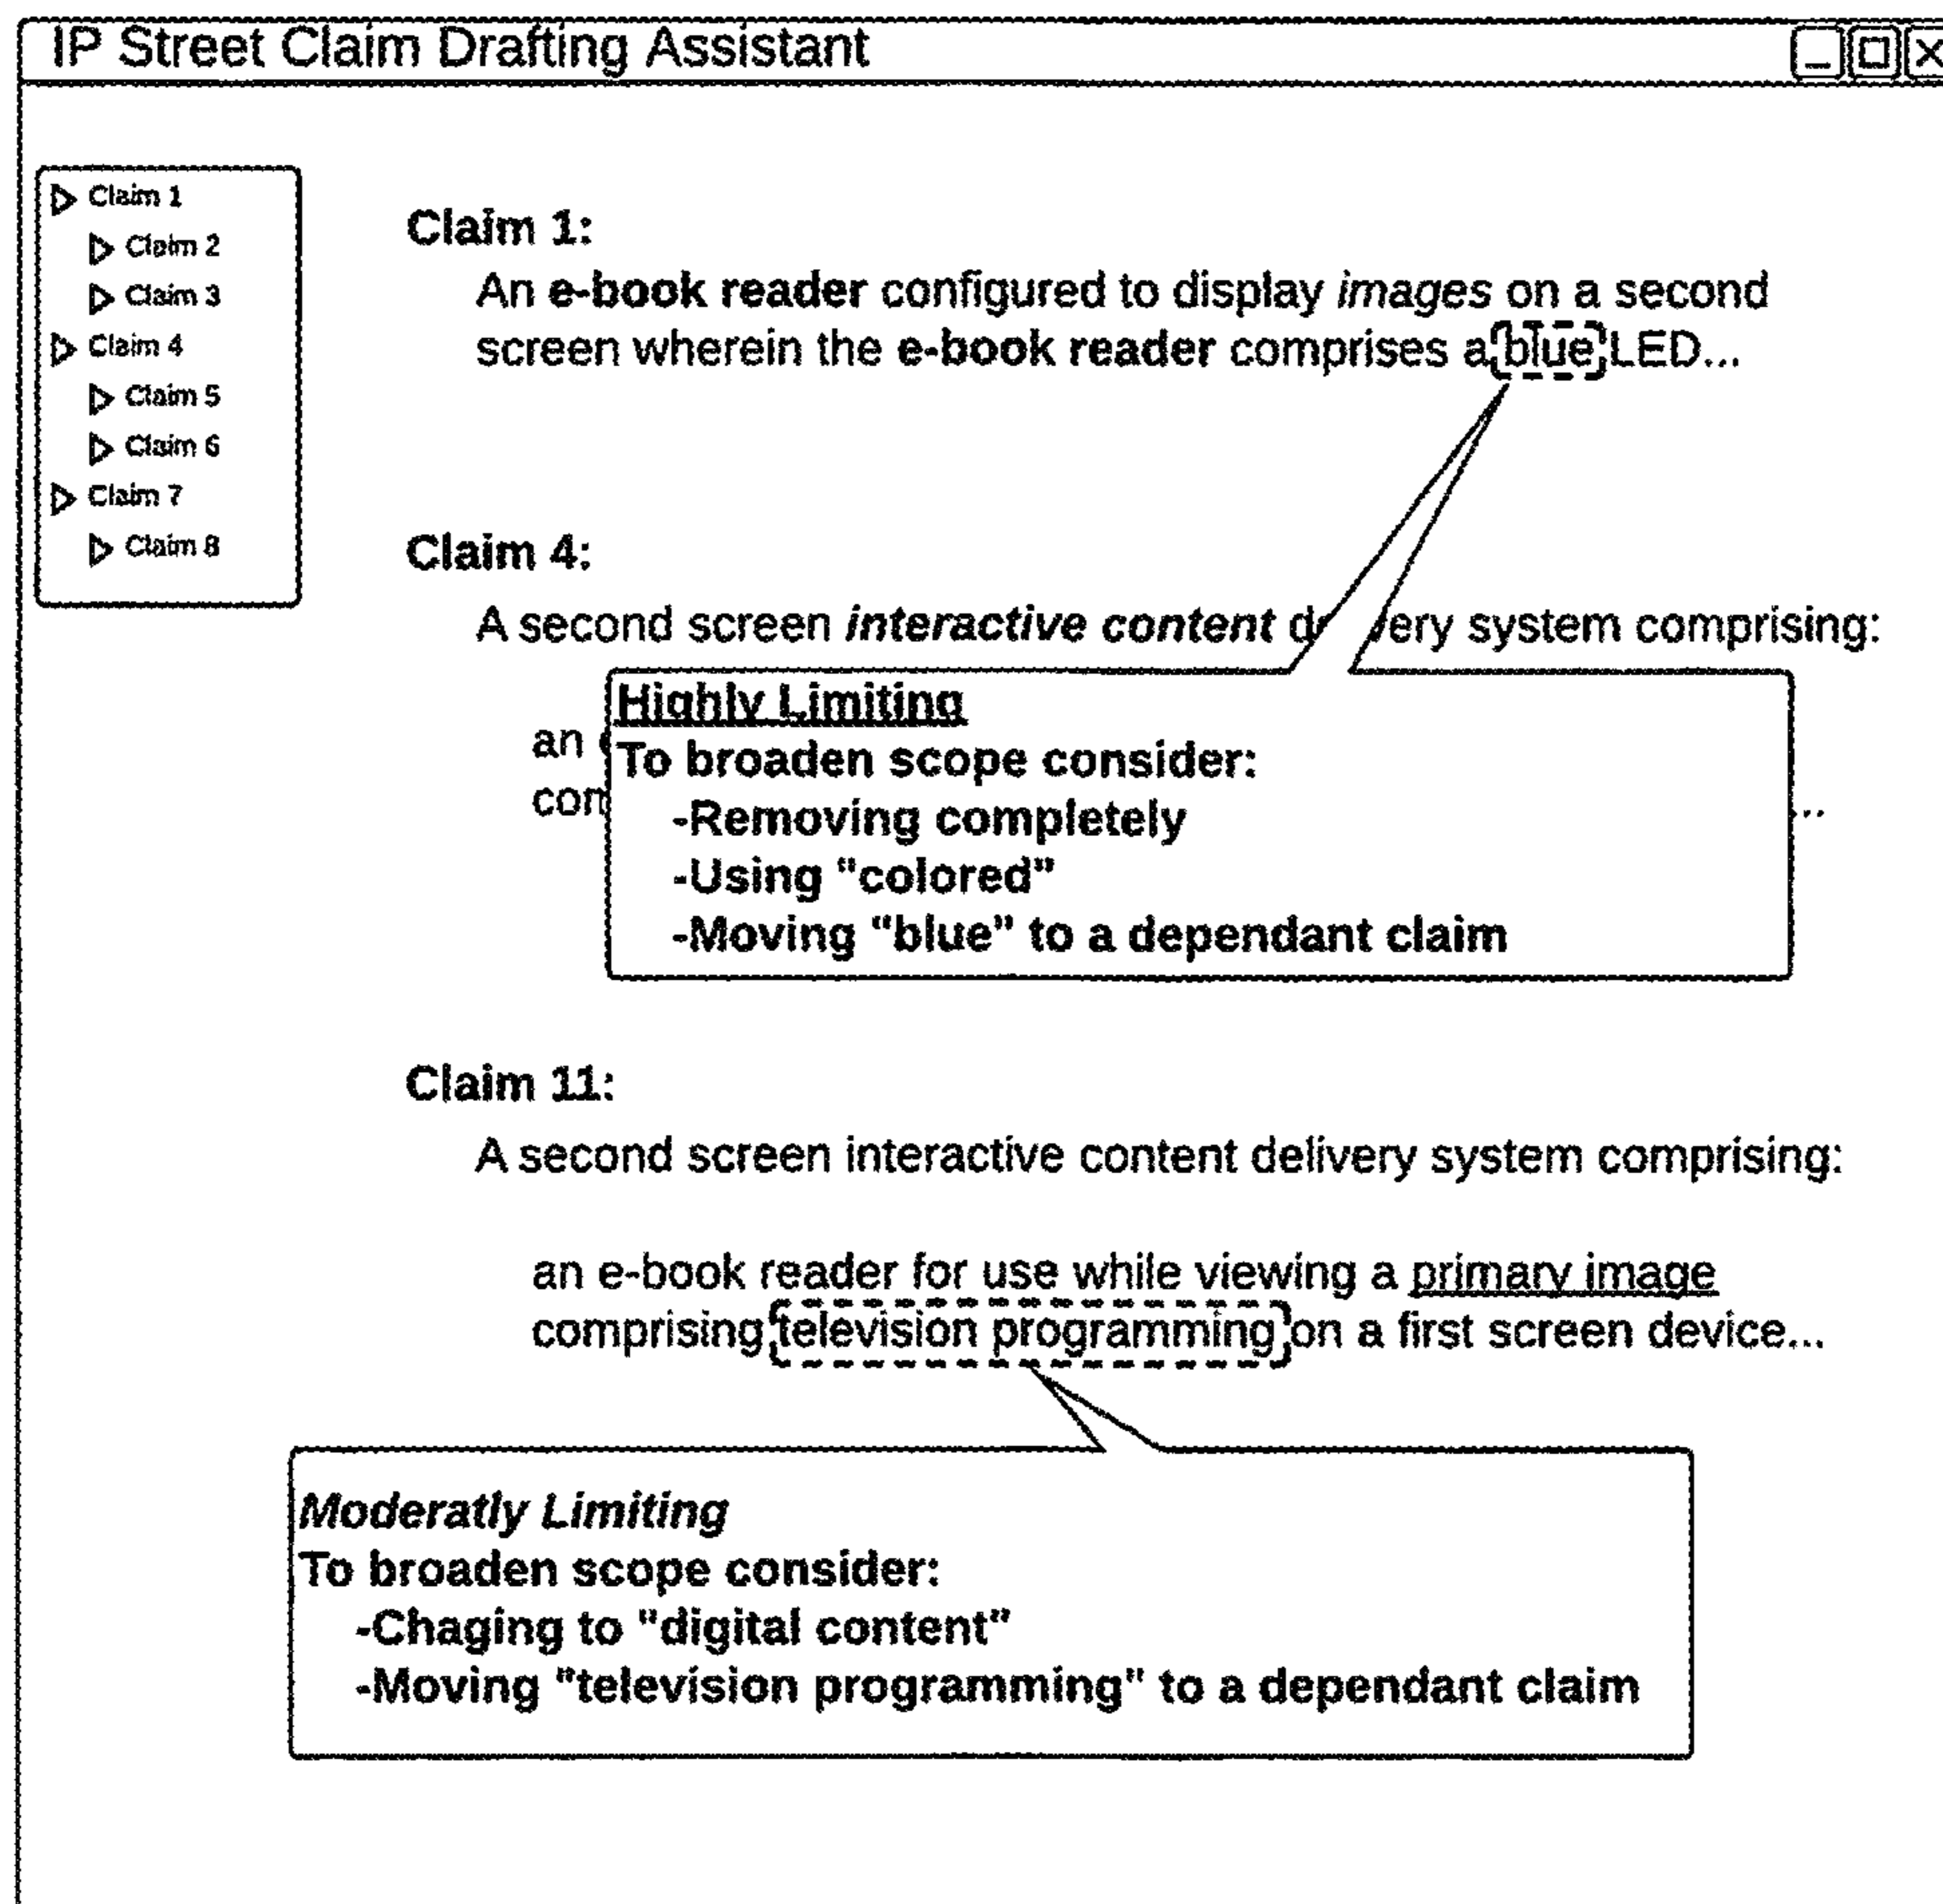 IP Street Claim Drafting Assistant
Claim 1
Claim 2
Claim 3
Claim 4
Claim 5
Claim 6
Claim 7
Claim 8
Claim 1:
An e-book reader configured to display images on a second
screen wherein the e-book reader comprises a blue LED...
Claim 4:
A second screen interactive content ery system comprising:
an
...
Highly Limiting
To broaden scope consider:
-Removing completely
-Using "colored"
-Moving "blue" to a dependant claim
Claim 11:
A second screen interactive content delivery system comprising:
an e-book reader for use while viewing a primary image
comprising television programming on a first screen device...
Moderatly Limiting
To broaden scope consider:
-Chaging to "digital content"
-Moving "television programming" to a dependant claim